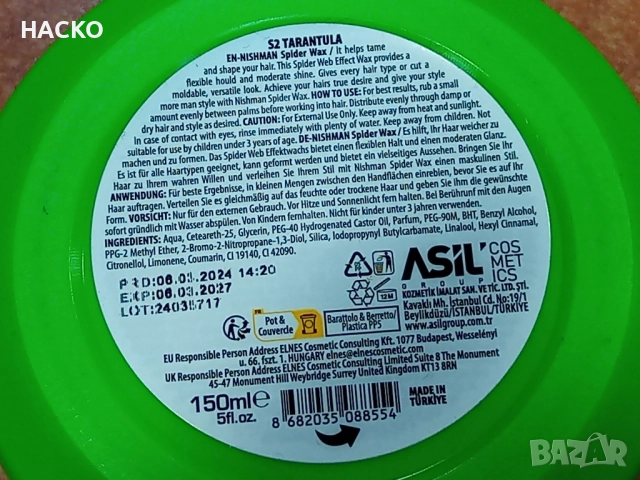 HACKO
S2 TARANTULA
EN-NISHMAN Spider Wax / It helps tame
and shape your hair. This Spider Web Effect Wax provides a
flexible hould and moderate shine. Gives every hair type or cut a
moldable, versatile look. Achieve your hairs true desire and give your style
more man style with Nishman Spider Wax. HOW TO USE: For best results, rub a small
amount evenly between palms before working into hair. Distribute evenly through damp or
dry hair and style as desired. CAUTION: For External Use Only. Keep away from heat and sunlight.
In case of contact with eyes, rinse immediately with plenty of water. Keep away from children. Not
suitable for use by children under 3 years of age. DE-NISHMAN Spider Wax / Es hilft, Ihr Haar weicher zu
machen und zu formen. Das Spider Web Effektwachs bietet einen flexiblen Halt und einen moderaten Glanz.
Es ist für alle Haartypen geeignet, kann geformt werden und bietet ein vielseitiges Aussehen. Bringen Sie Ihr
Haar zu Ihrem wahren Willen und verleihen Sie Ihrem Stil mit Nishman Spider Wax einen maskulinen Stil.
ANWENDUNG: Für beste Ergebnisse, in kleinen Mengen zwischen den Handflächen einreiben, bevor Sie es auf Ihr
Haar auftragen. Verteilen Sie es gleichmäßig auf das feuchte oder trockene Haar und geben Sie die gewünschte
Form. VORSICHT: Nur für den externen Gebrauch. Vor Hitze und Sonnenlicht fern halten. Bei Berührung mit den Augen
sofort gründlich mit Wasser abspülen. Von Kindern fernhalten. Nicht für kinder unter 3 jahren verwenden.
INGREDIENTS: Aqua, Ceteareth-25, Glycerin, PEG-40 Hydrogenated Castor Oil, Parfum, PEG-90M, BHT, Benzyl Alcohol,
PPG-2 Methyl Ether, 2-Bromo-2-Nitropropane-1,3-Diol, Silica, Iodopropynyl Butylcarbamate, Linalool, Hexyl Cinnamal,
Citronellol, Limonene, Coumarin, CI 19140, CI 42090.
PRD:06.03.2024 14:20
EXP:06.03.2027
LOT:24035717
12M
ASIL'
GROUP
COS
MET
ICS
KOZMETİK İMALAT SAN. VE TİC. LTD. ŞTİ.
Kavaklı Mh. İstanbul Cd. No:19/1
Beylikdüzü/İSTANBUL/TÜRKİYE
www.asilgroup.com.tr
FR
Pot &
Couvercle
Barattolo & Berretto/
Plastica PP5
EU Responsible Person Address ELNES Cosmetic Consulting Kft. 1077 Budapest, Wesselényi
u. 66. fszt. 1. HUNGARY elnes@elnescosmetic.com
UK Responsible Person Address ELNES Cosmetic Consulting Limited Suite 8 The Monument
45-47 Monument Hill Weybridge Surrey United Kingdom KT13 8RN
150ml e
5fl.oz.
8 682035 088554
MADE IN
TÜRKİYE
BAZAR